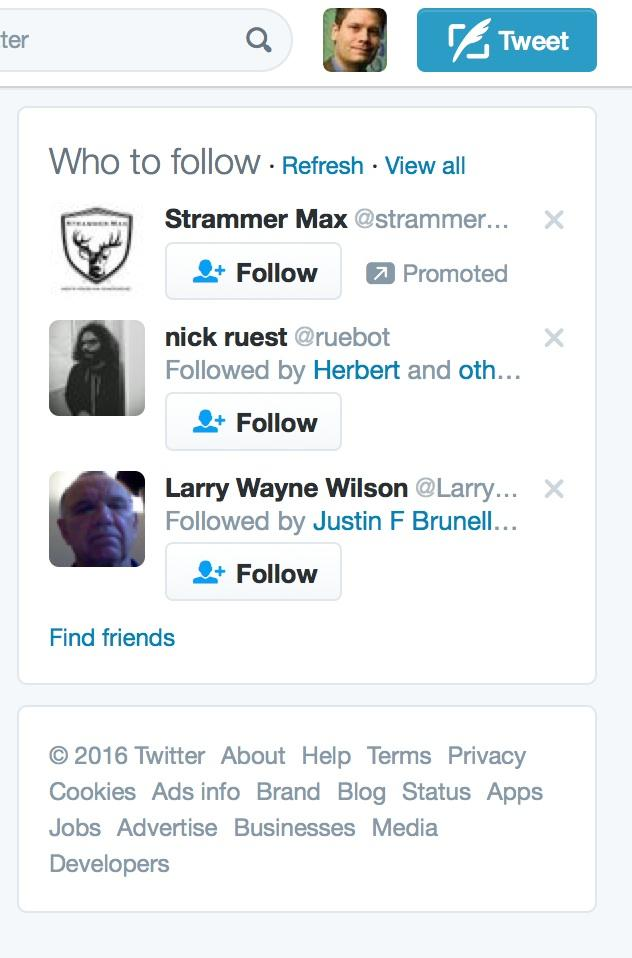 ter
Tweet
Who to follow · Refresh · View all
STRAMMER MAX
Strammer Max @strammer…
Follow
Promoted
nick ruest @ruebot
Followed by Herbert and oth…
Follow
Larry Wayne Wilson @Larry…
Followed by Justin F Brunell…
Follow
Find friends
© 2016 Twitter About Help Terms Privacy
Cookies Ads info Brand Blog Status Apps
Jobs Advertise Businesses Media
Developers